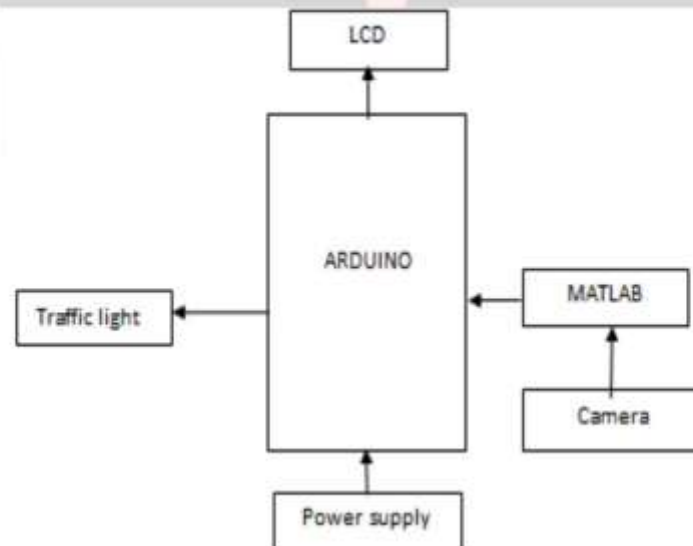 LCD
ARDUINO
MATLAB
Traffic light
Camera
Power supply